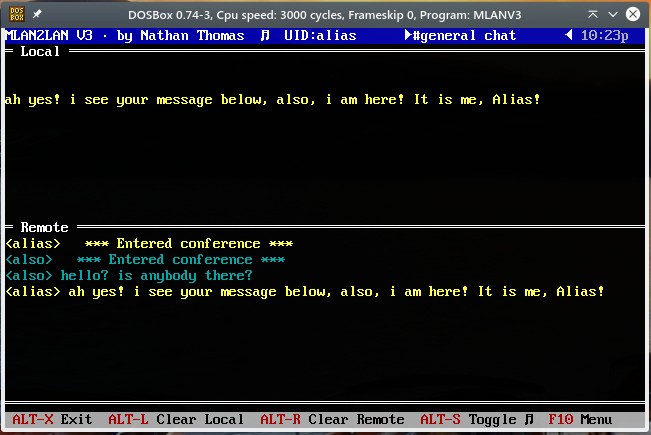 DOSBox 0.74-3, Cpu speed: 3000 cycles, Frameskip 0, Program: MLANV3
MLAN2LAN V3 · by Nathan Thomas ♬ UID:alias ►#general chat ◄ 10:23p
Local
ah yes! i see your message below, also, i am here! It is me, Alias!
Remote
<alias> *** Entered conference ***
<also> *** Entered conference ***
<also> hello? is anybody there?
<alias> ah yes! i see your message below, also, i am here! It is me, Alias!
ALT-X Exit ALT-L Clear Local ALT-R Clear Remote ALT-S Toggle ♬ F10 Menu